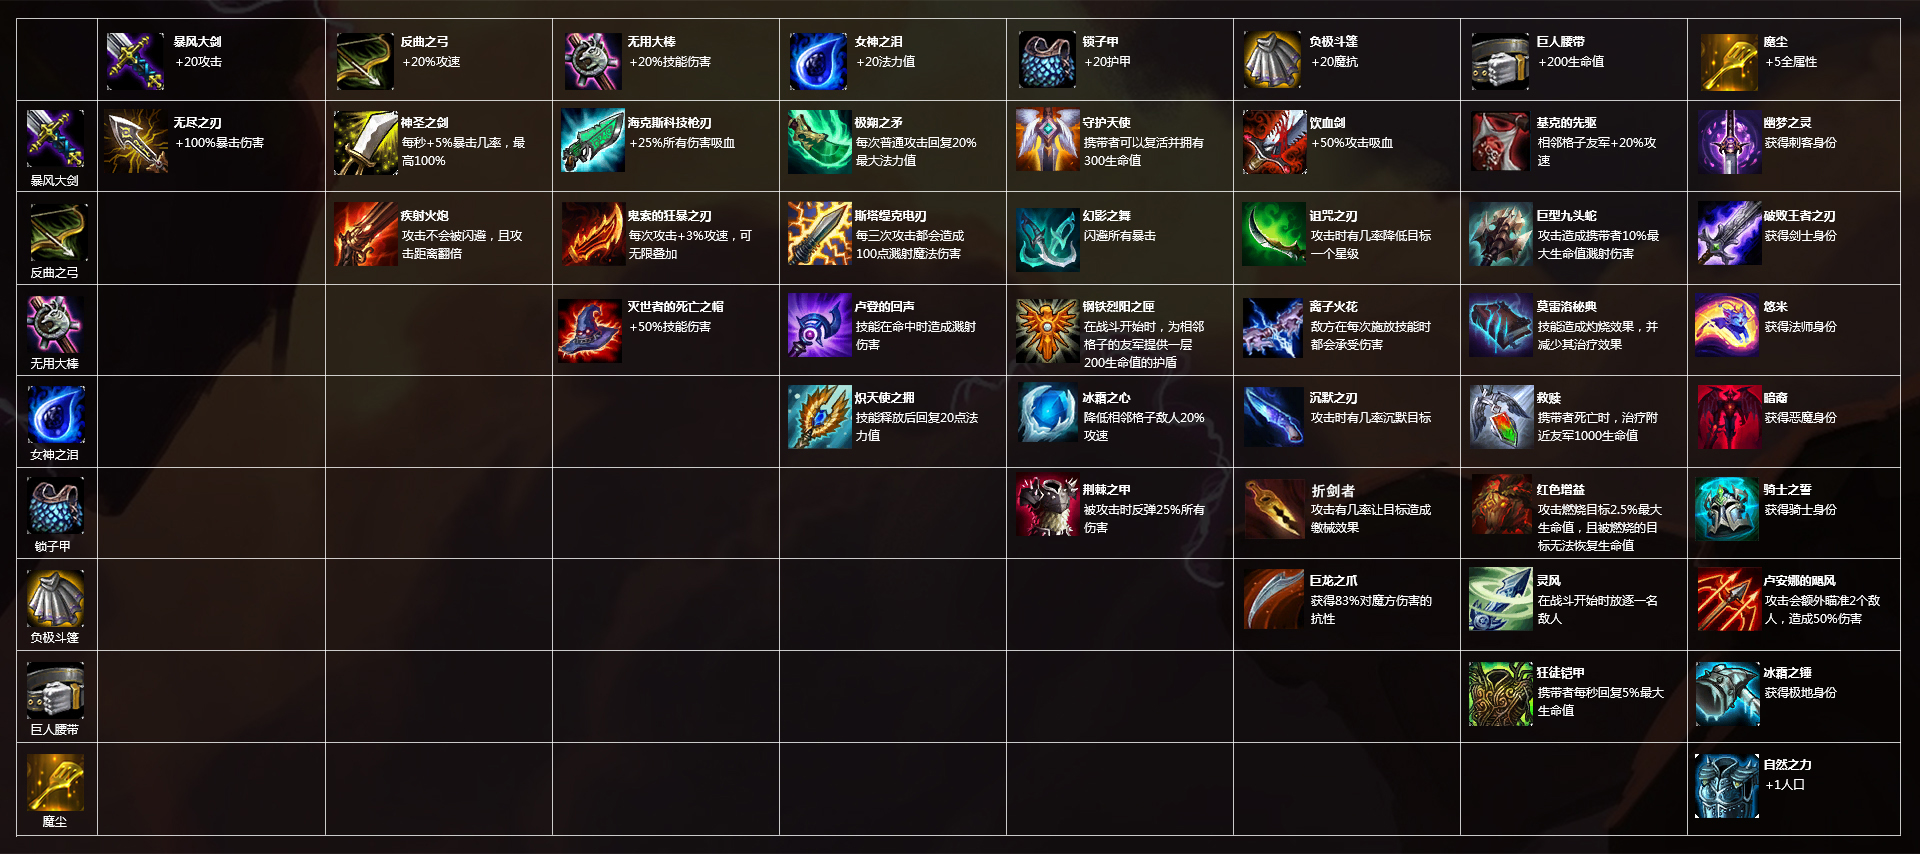 暴风大剑
+20攻击
反曲之弓
+20%攻速
无用大棒
+20%技能伤害
女神之泪
+20法力值
锁子甲
+20护甲
负极斗篷
+20魔抗
巨人腰带
+200生命值
魔尘
+5全属性
暴风大剑
无尽之刃
+100%暴击伤害
神圣之剑
每秒+5%暴击几率，最
高100%
海克斯科技枪刃
+25%所有伤害吸血
极朔之矛
每次普通攻击回复20%
最大法力值
守护天使
携带者可以复活并拥有
300生命值
饮血剑
+50%攻击吸血
基克的先驱
相邻格子友军+20%攻
速
幽梦之灵
获得刺客身份
反曲之弓
疾射火炮
攻击不会被闪避，且攻
击距离翻倍
鬼索的狂暴之刃
每次攻击+3%攻速，可
无限叠加
斯塔缇克电刃
每三次攻击都会造成
100点溅射魔法伤害
幻影之舞
闪避所有暴击
诅咒之刃
攻击时有几率降低目标
一个星级
巨型九头蛇
攻击造成携带者10%最
大生命值溅射伤害
破败王者之刃
获得剑士身份
无用大棒
灭世者的死亡之帽
+50%技能伤害
卢登的回声
技能在命中时造成溅射
伤害
钢铁烈阳之匣
在战斗开始时，为相邻
格子的友军提供一层
200生命值的护盾
离子火花
敌方在每次施放技能时
都会承受伤害
莫雷洛秘典
技能造成灼烧效果，并
减少其治疗效果
悠米
获得法师身份
女神之泪
炽天使之拥
技能释放后回复20点法
力值
冰霜之心
降低相邻格子敌人20%
攻速
沉默之刃
攻击时有几率沉默目标
救赎
携带者死亡时，治疗附
近友军1000生命值
暗裔
获得恶魔身份
锁子甲
荆棘之甲
被攻击时反弹25%所有
伤害
折剑者
攻击有几率让目标造成
缴械效果
红色增益
攻击燃烧目标2.5%最大
生命值，且被燃烧的目
标无法恢复生命值
骑士之誓
获得骑士身份
负极斗篷
巨龙之爪
获得83%对魔方伤害的
抗性
灵风
在战斗开始时放逐一名
敌人
卢安娜的飓风
攻击会额外瞄准2个敌
人，造成50%伤害
巨人腰带
狂徒铠甲
携带者每秒回复5%最大
生命值
冰霜之锤
获得极地身份
魔尘
自然之力
+1人口